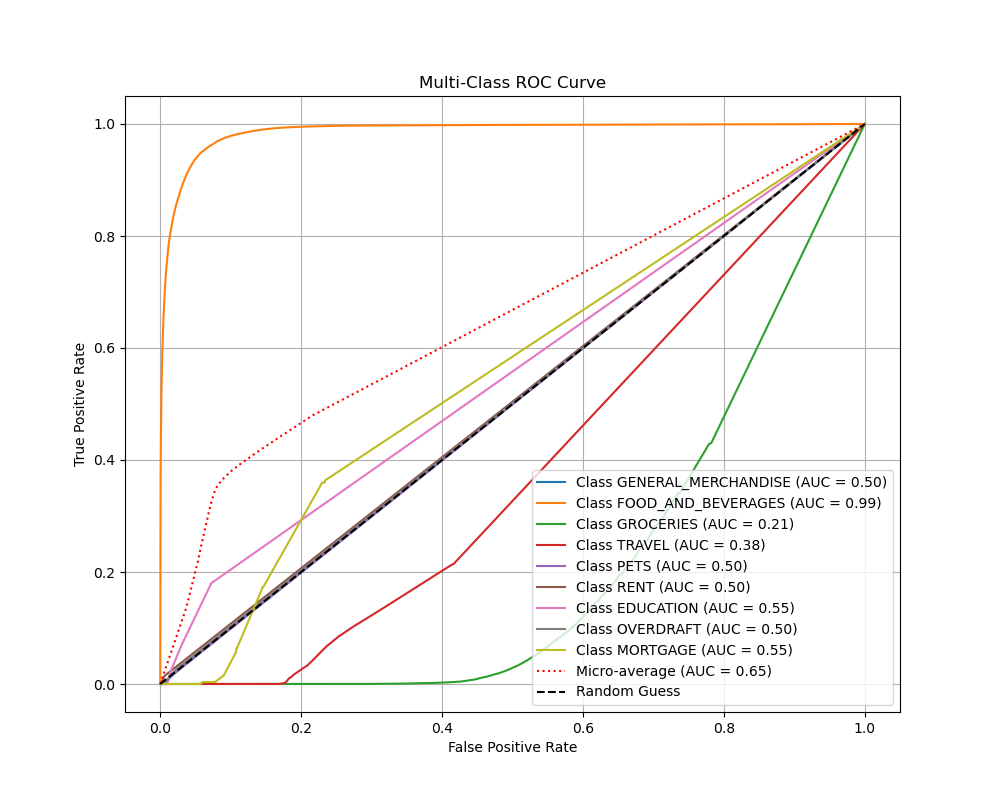 Multi-Class ROC Curve
1.0
0.8
0.6
0.4
0.2
0.0
True Positive Rate
Class GENERAL_MERCHANDISE (AUC = 0.50)
Class FOOD_AND_BEVERAGES (AUC = 0.99)
Class GROCERIES (AUC = 0.21)
Class TRAVEL (AUC = 0.38)
Class PETS (AUC = 0.50)
Class RENT (AUC = 0.50)
Class EDUCATION (AUC = 0.55)
Class OVERDRAFT (AUC = 0.50)
Class MORTGAGE (AUC = 0.55)
Micro-average (AUC = 0.65)
Random Guess
0.0 0.2 0.4 0.6 0.8 1.0
False Positive Rate